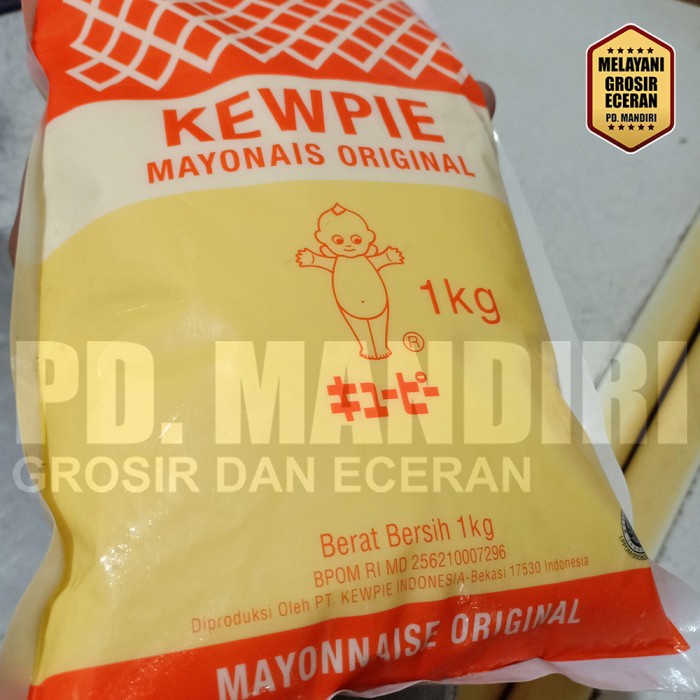 MELAYANI
GROSIR
ECERAN
PD. MANDIRI
KEWPIE
MAYONAIS ORIGINAL
1kg
®
キユーピー
PD. MANDIRI
GROSIR DAN ECERAN
Berat Bersih 1kg
BPOM RI MD 256210007296
Diproduksi Oleh PT. KEWPIE INDONESIA-Bekasi 17530 Indonesia
MAYONNAISE ORIGINAL